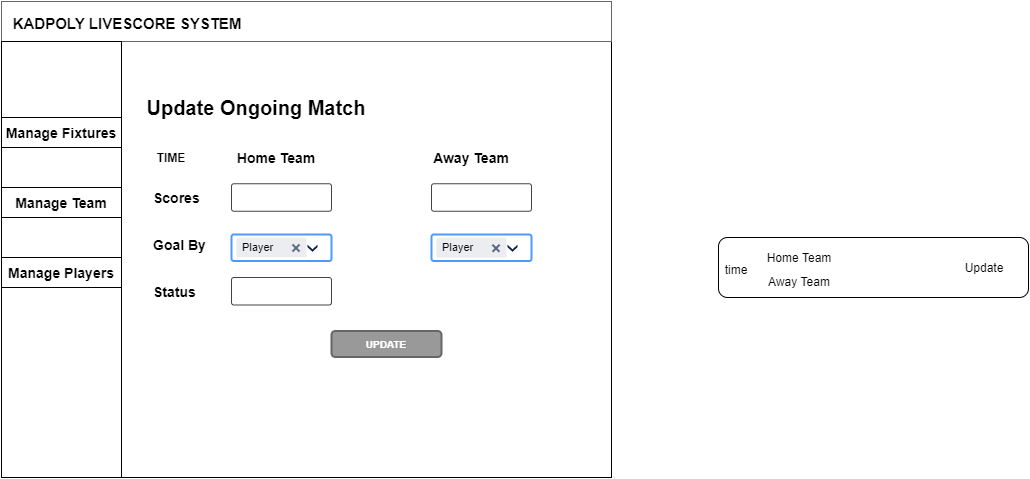 KADPOLY LIVESCORE SYSTEM
Manage Fixtures
Manage Team
Manage Players
Update Ongoing Match
TIME Home Team Away Team
Scores
Goal By Player Player
Status
UPDATE
time
Home Team
Away Team
Update